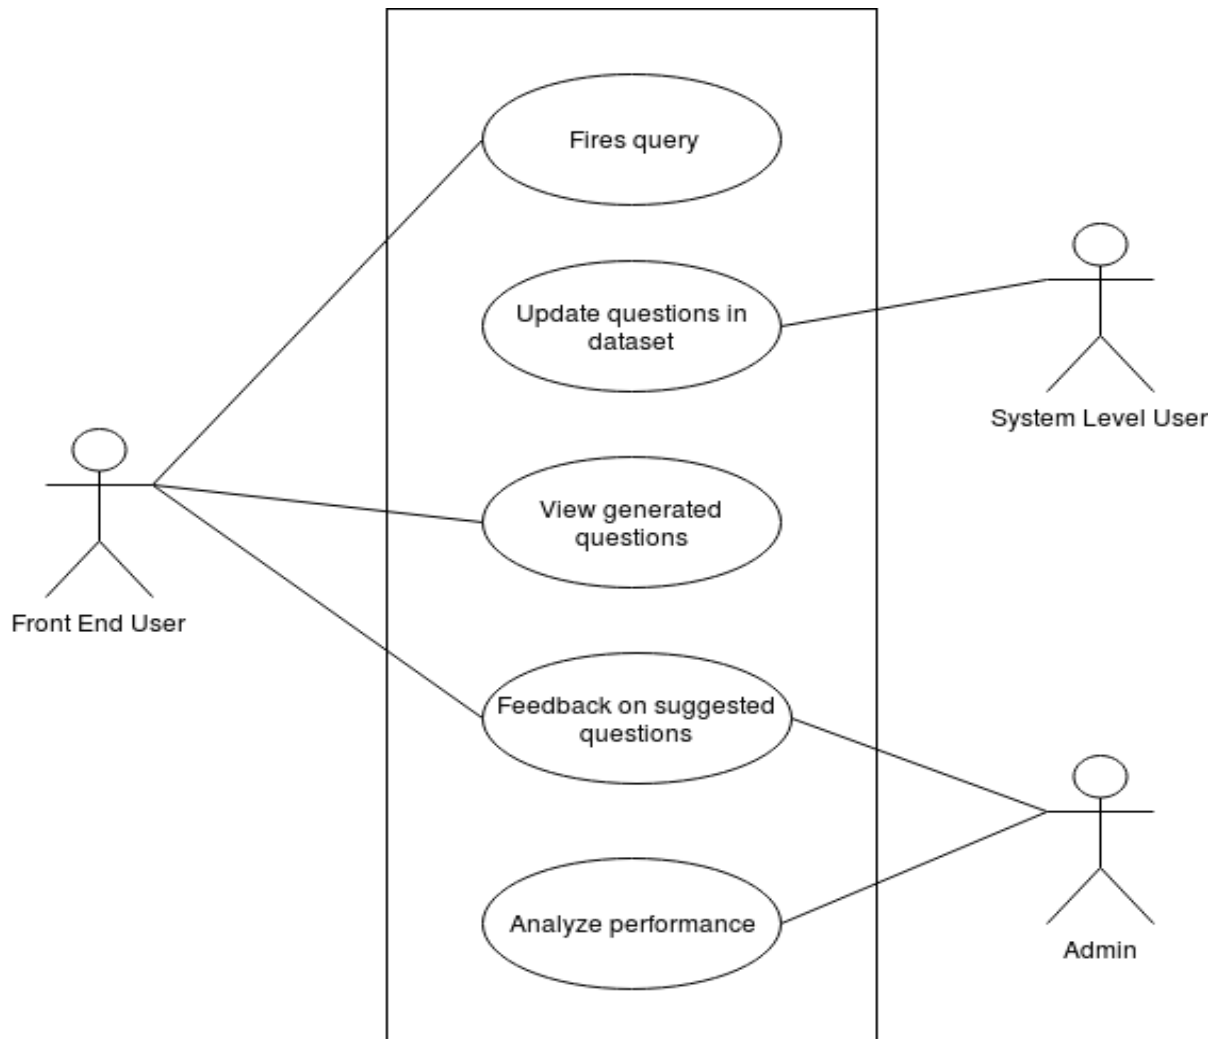 Fires query
Update questions in
dataset
System Level User
View generated
questions
Front End User
Feedback on suggested
questions
Analyze performance
Admin